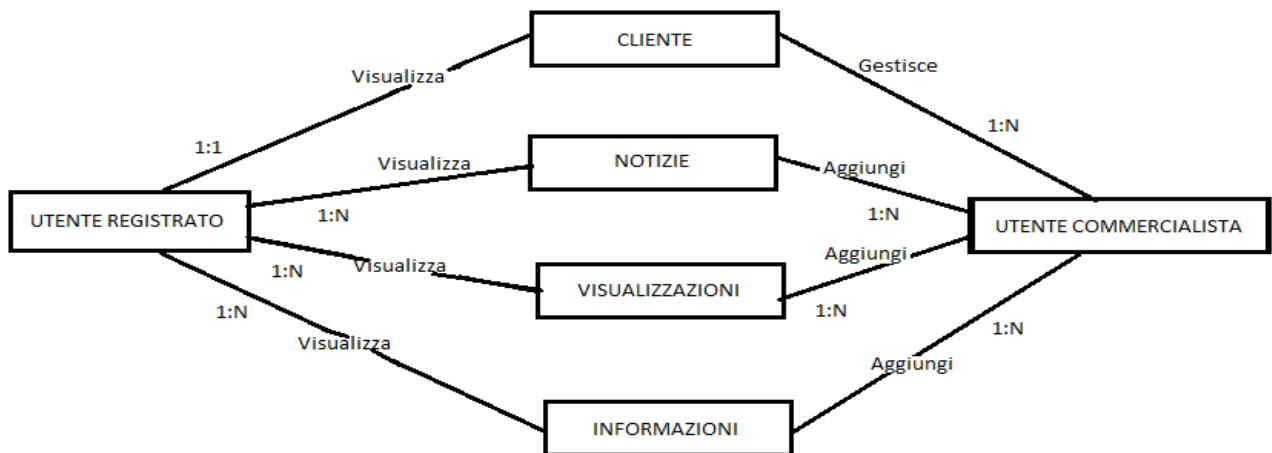 CLIENTE
Visualizza
Gestisce
1:1
1:N
Visualizza
NOTIZIE
Aggiungi
UTENTE REGISTRATO
1:N
1:N
UTENTE COMMERCIALISTA
1:N
Visualizza
Aggiungi
VISUALIZZAZIONI
1:N
1:N
1:N
Visualizza
Aggiungi
INFORMAZIONI